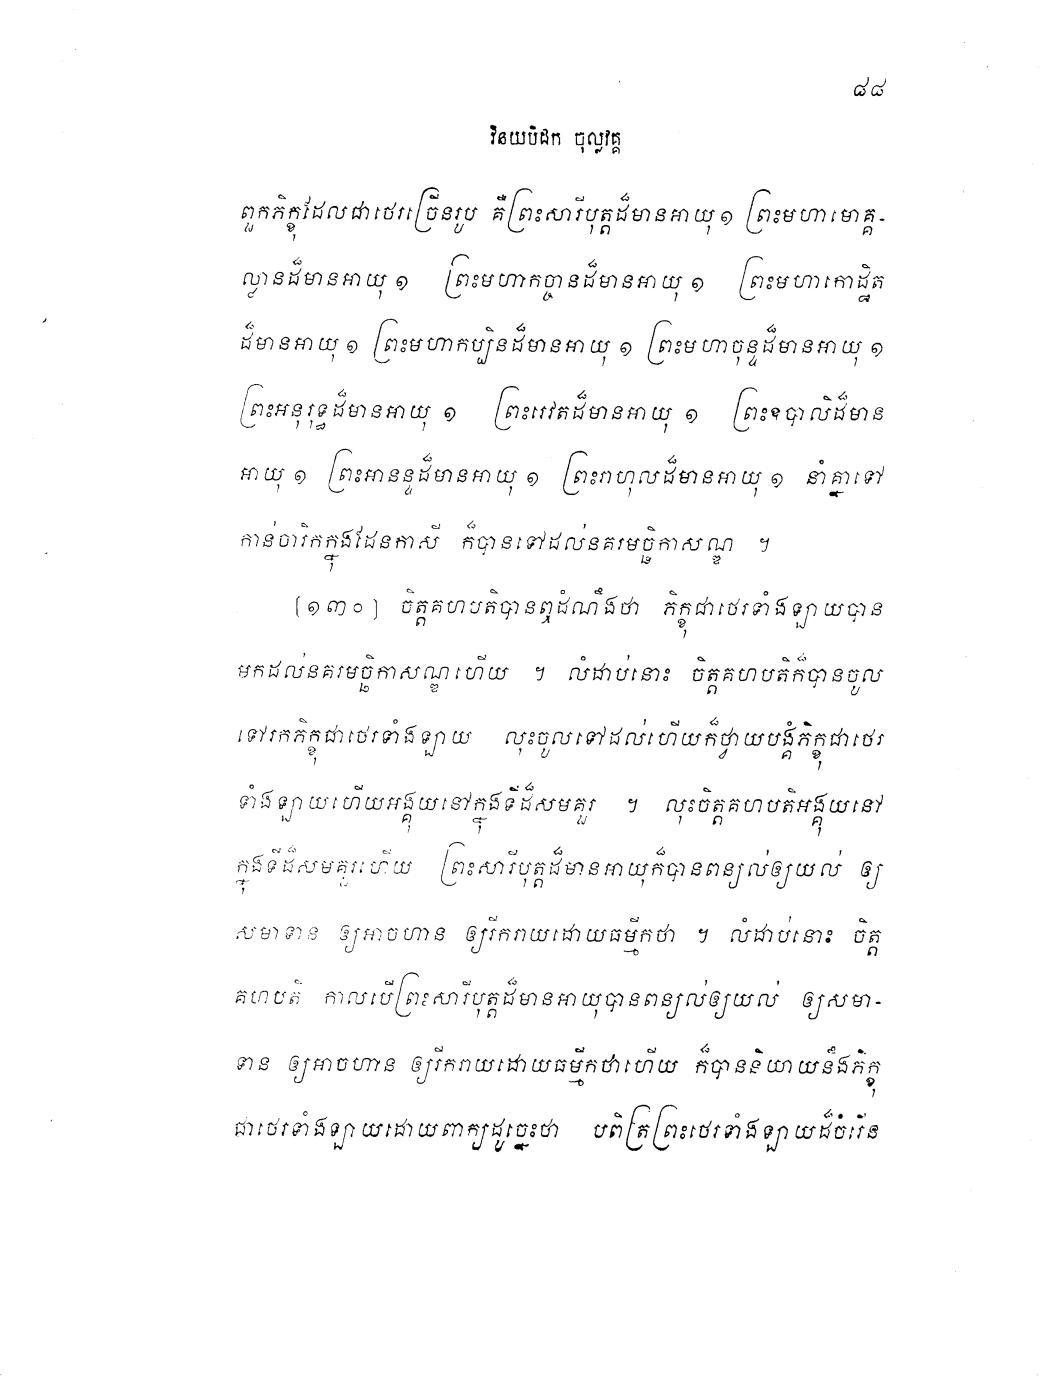 ៨៨
វិនយបិដក ចុល្លវគ្គ
ពួកភិក្ខុដែលជាថេរច្រើនរូប គឺព្រះសារីបុត្តដ៏មានអាយុ ១ ព្រះមហាមោគ្គ-
ល្លានដ៏មានអាយុ ១ ព្រះមហាកច្ចានដ៏មានអាយុ ១ ព្រះមហាកោដ្ឋិត
ដ៏មានអាយុ ១ ព្រះមហាកប្បិនដ៏មានអាយុ ១ ព្រះមហាចុន្ទដ៏មានអាយុ ១
ព្រះអនុរុទ្ធដ៏មានអាយុ ១ ព្រះរេវតដ៏មានអាយុ ១ ព្រះឧបាលិដ៏មាន
អាយុ ១ ព្រះអានន្ទដ៏មានអាយុ ១ ព្រះរាហុលដ៏មានអាយុ ១ នាំគ្នាទៅ
កាន់ចារិកក្នុងដែនកាសី ក៏បានទៅដល់នគរមច្ឆិកាសណ្ឌ ។
[១៣០] ចិត្តគហបតិបានឮដំណឹងថា ភិក្ខុជាថេរទាំងឡាយបាន
មកដល់នគរមច្ឆិកាសណ្ឌហើយ ។ លំដាប់នោះ ចិត្តគហបតិក៏បានចូល
ទៅរកភិក្ខុជាថេរទាំងឡាយ លុះចូលទៅដល់ហើយក៏ថ្វាយបង្គំភិក្ខុជាថេរ
ទាំងឡាយហើយអង្គុយនៅក្នុងទីដ៏សមគួរ ។ លុះចិត្តគហបតិអង្គុយនៅ
ក្នុងទីដ៏សមគួរហើយ ព្រះសារីបុត្តដ៏មានអាយុក៏បានពន្យល់ឲ្យយល់ ឲ្យ
សមាទាន ឲ្យអាចហាន ឲ្យរីករាយដោយធម្មីកថា ។ លំដាប់នោះ ចិត្ត
គហបតិ កាលបើព្រះសារីបុត្តដ៏មានអាយុបានពន្យល់ឲ្យយល់ ឲ្យសមា-
ទាន ឲ្យអាចហាន ឲ្យរីករាយដោយធម្មីកថាហើយ ក៏បាននិយាយនឹងភិក្ខុ
ជាថេរទាំងឡាយដោយពាក្យដូច្នេះថា បពិត្រព្រះថេរទាំងឡាយដ៏ចំរើន